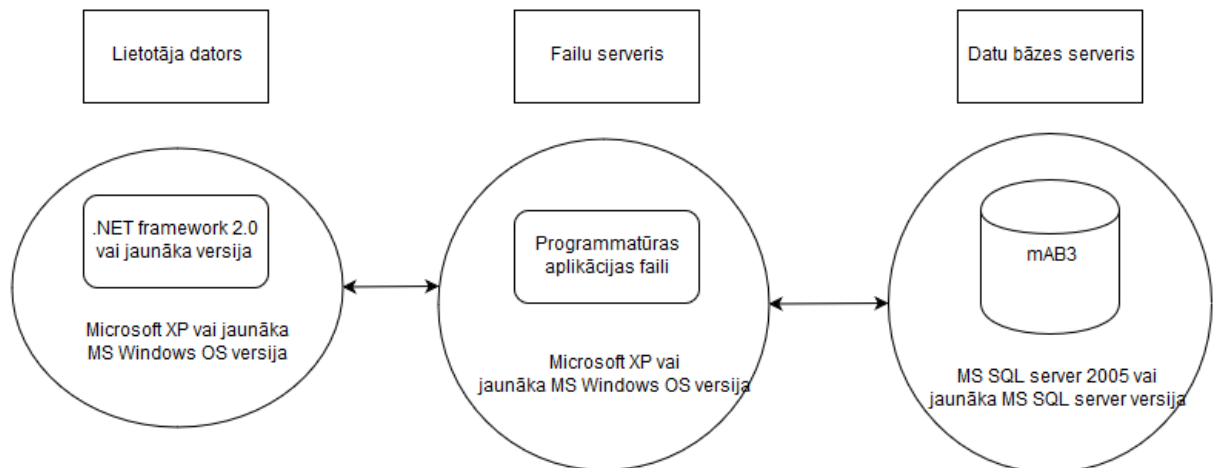 Lietotāja dators
Failu serveris
Datu bāzes serveris
.NET framework 2.0
vai jaunāka versija
Microsoft XP vai jaunāka
MS Windows OS versija
Programmatūras
aplikācijas faili
Microsoft XP vai
jaunāka MS Windows OS versija
mAB3
MS SQL server 2005 vai
jaunāka MS SQL server versija